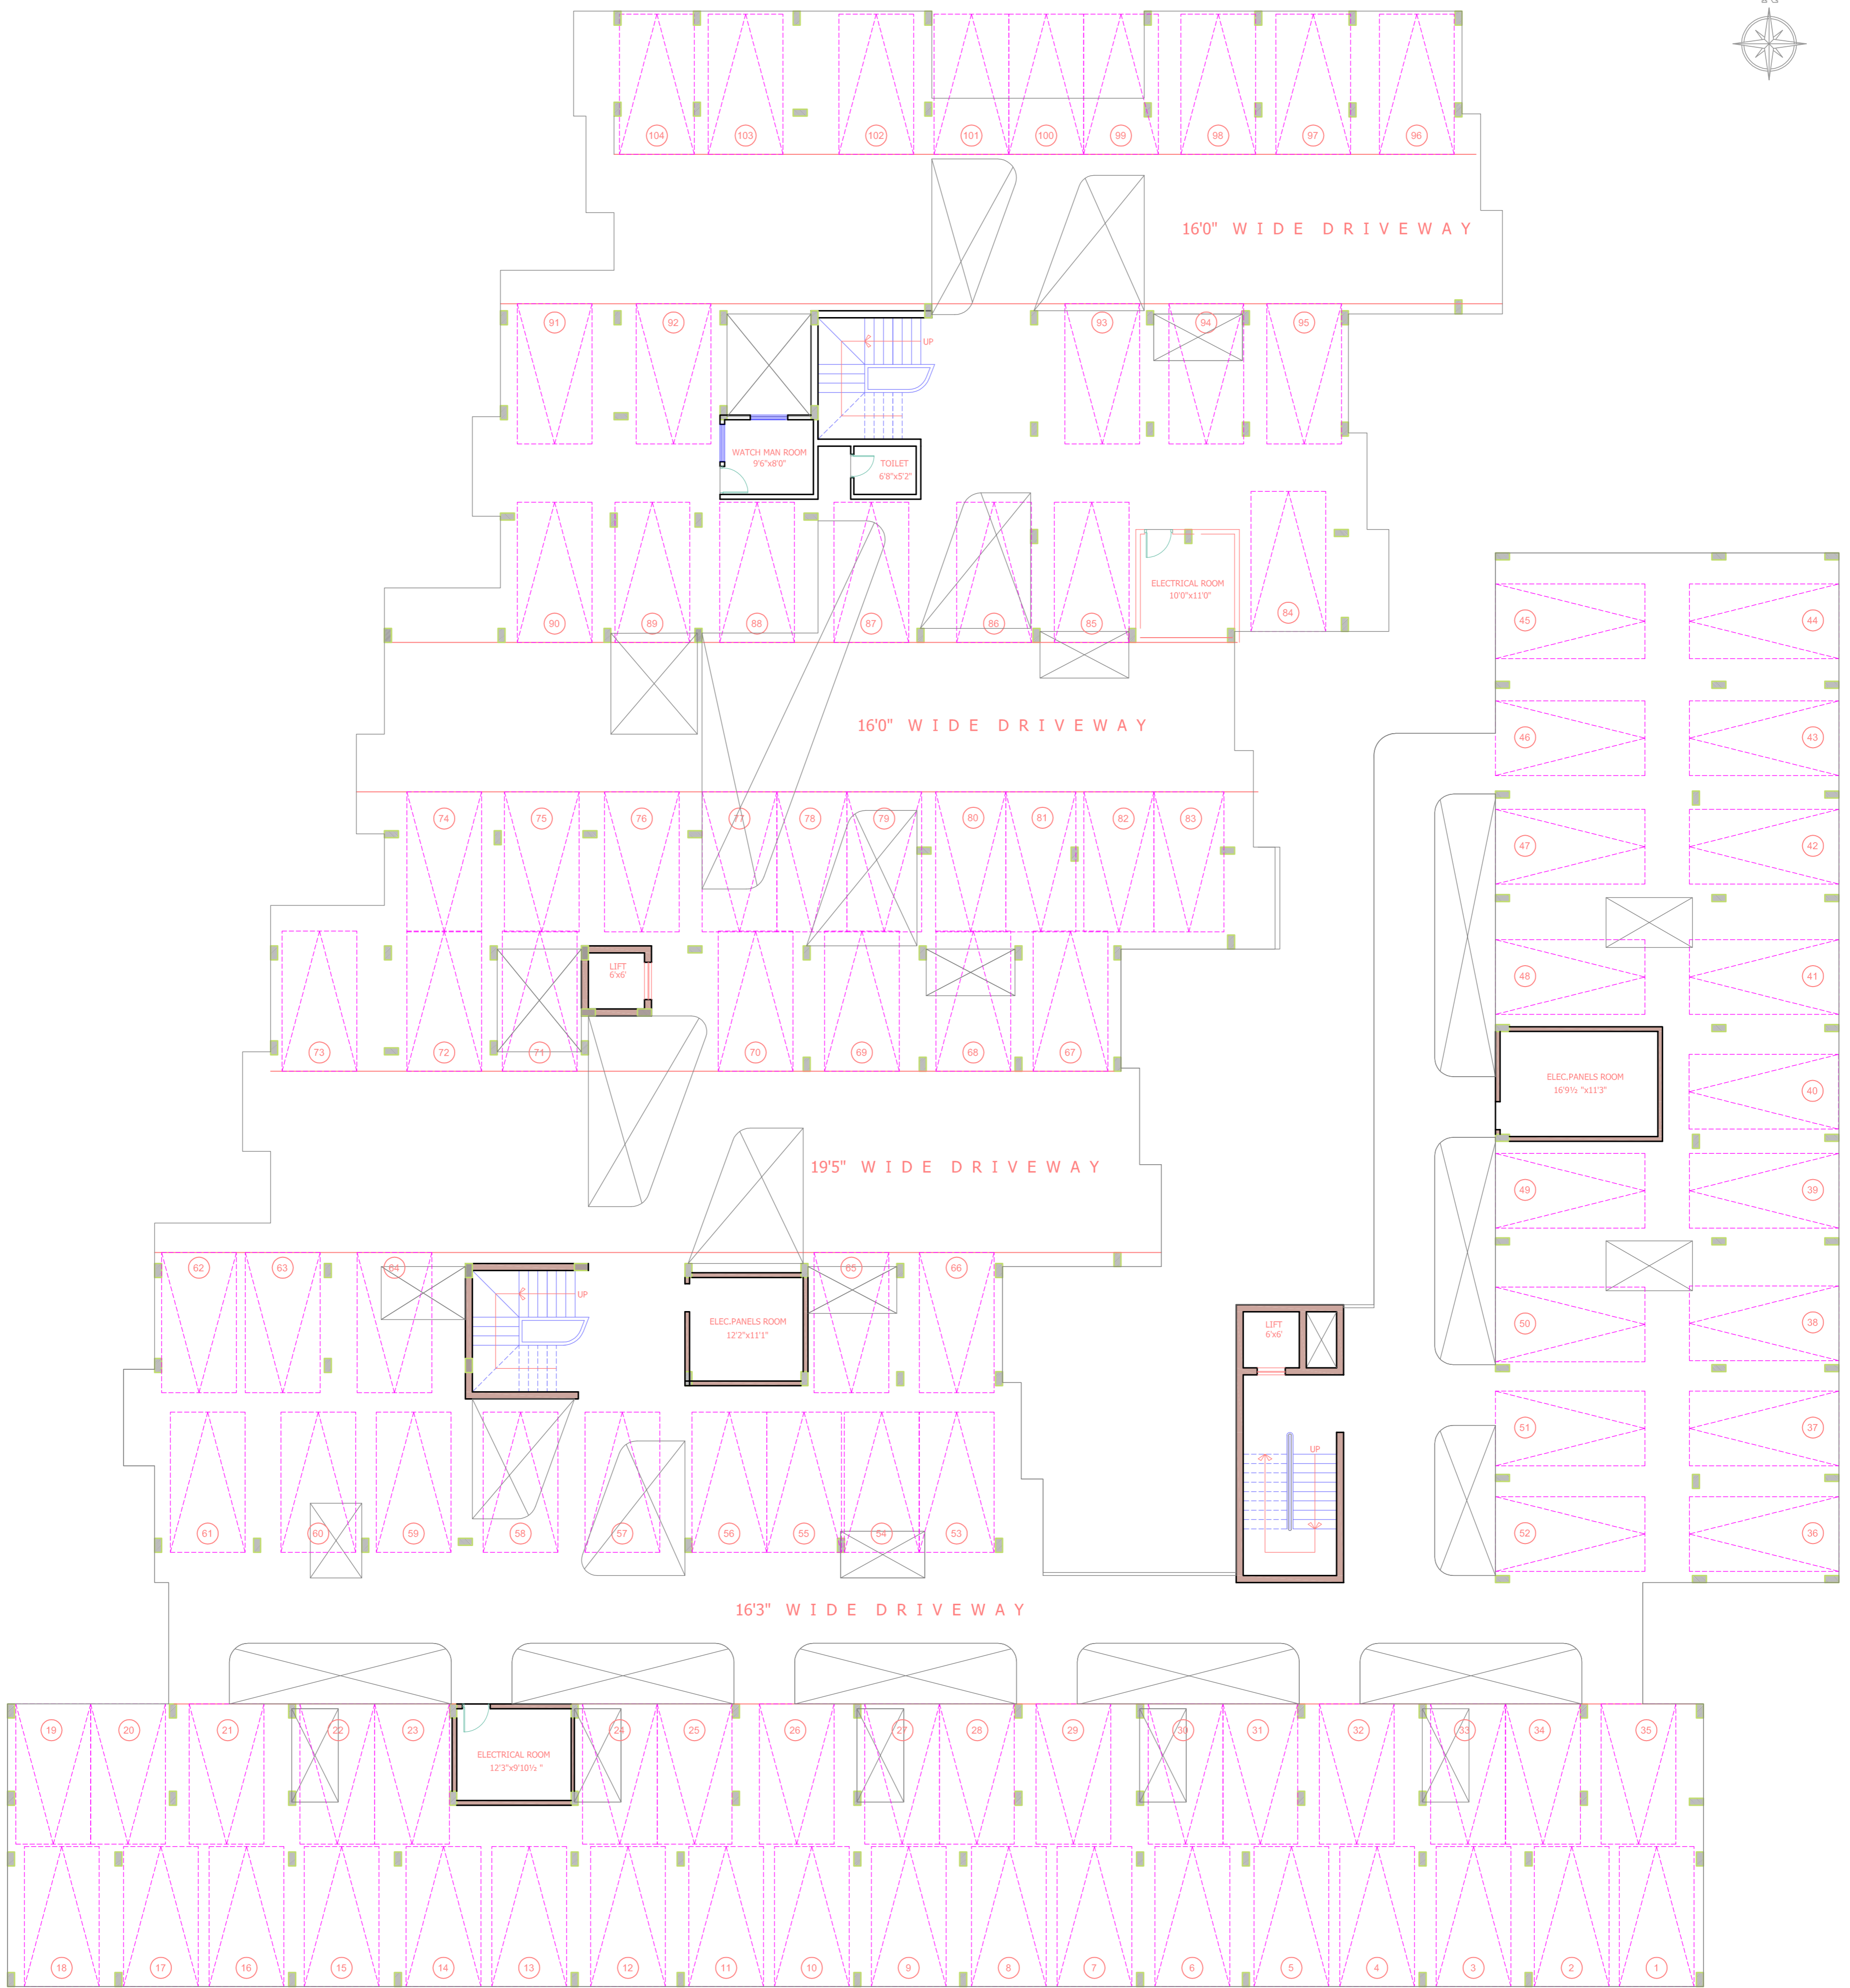 104 103 102 101 100 99 98 97 96
16'0" WIDE DRIVEWAY
91 92 93 94 95
UP
WATCH MAN ROOM
9'6"x8'0"
TOILET
6'8"x5'2"
ELECTRICAL ROOM
10'0"x11'0"
90 89 88 87 86 85 84
45 44
16'0" WIDE DRIVEWAY
46 43
74 75 76 77 78 79 80 81 82 83
47 42
LIFT
6'x6'
48 41
73 72 71 70 69 68 67
ELEC.PANELS ROOM
16'9½ "x11'3"
40
19'5" WIDE DRIVEWAY
49 39
62 63 64 65 66
UP
ELEC.PANELS ROOM
12'2"x11'1"
LIFT
6'x6'
50 38
51 37
UP
61 60 59 58 57 56 55 54 53
52 36
16'3" WIDE DRIVEWAY
19 20 21 22 23 24 25 26 27 28 29 30 31 32 33 34 35
ELECTRICAL ROOM
12'3"x9'10½ "
18 17 16 15 14 13 12 11 10 9 8 7 6 5 4 3 2 1